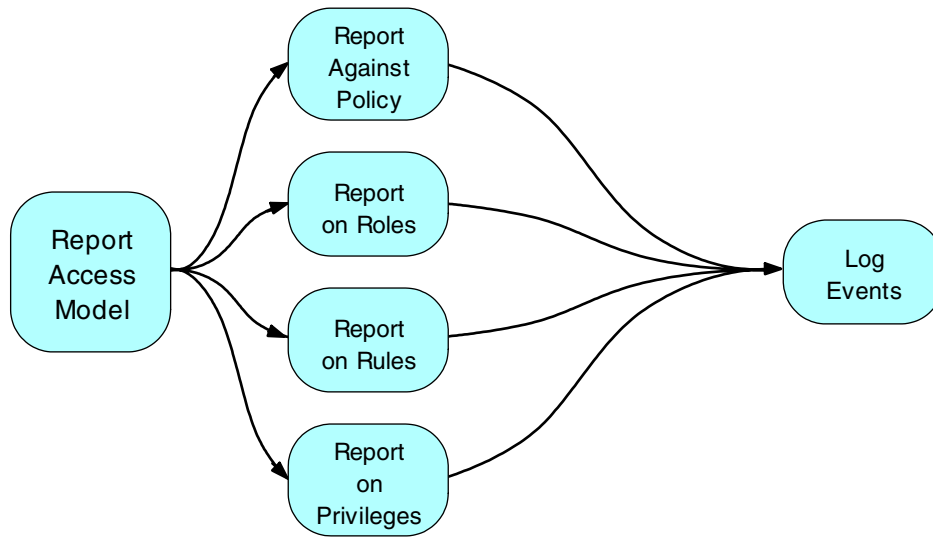 Report
Access
Model
Report
Against
Policy
Report
on Roles
Report
on Rules
Report
on
Privileges
Log
Events